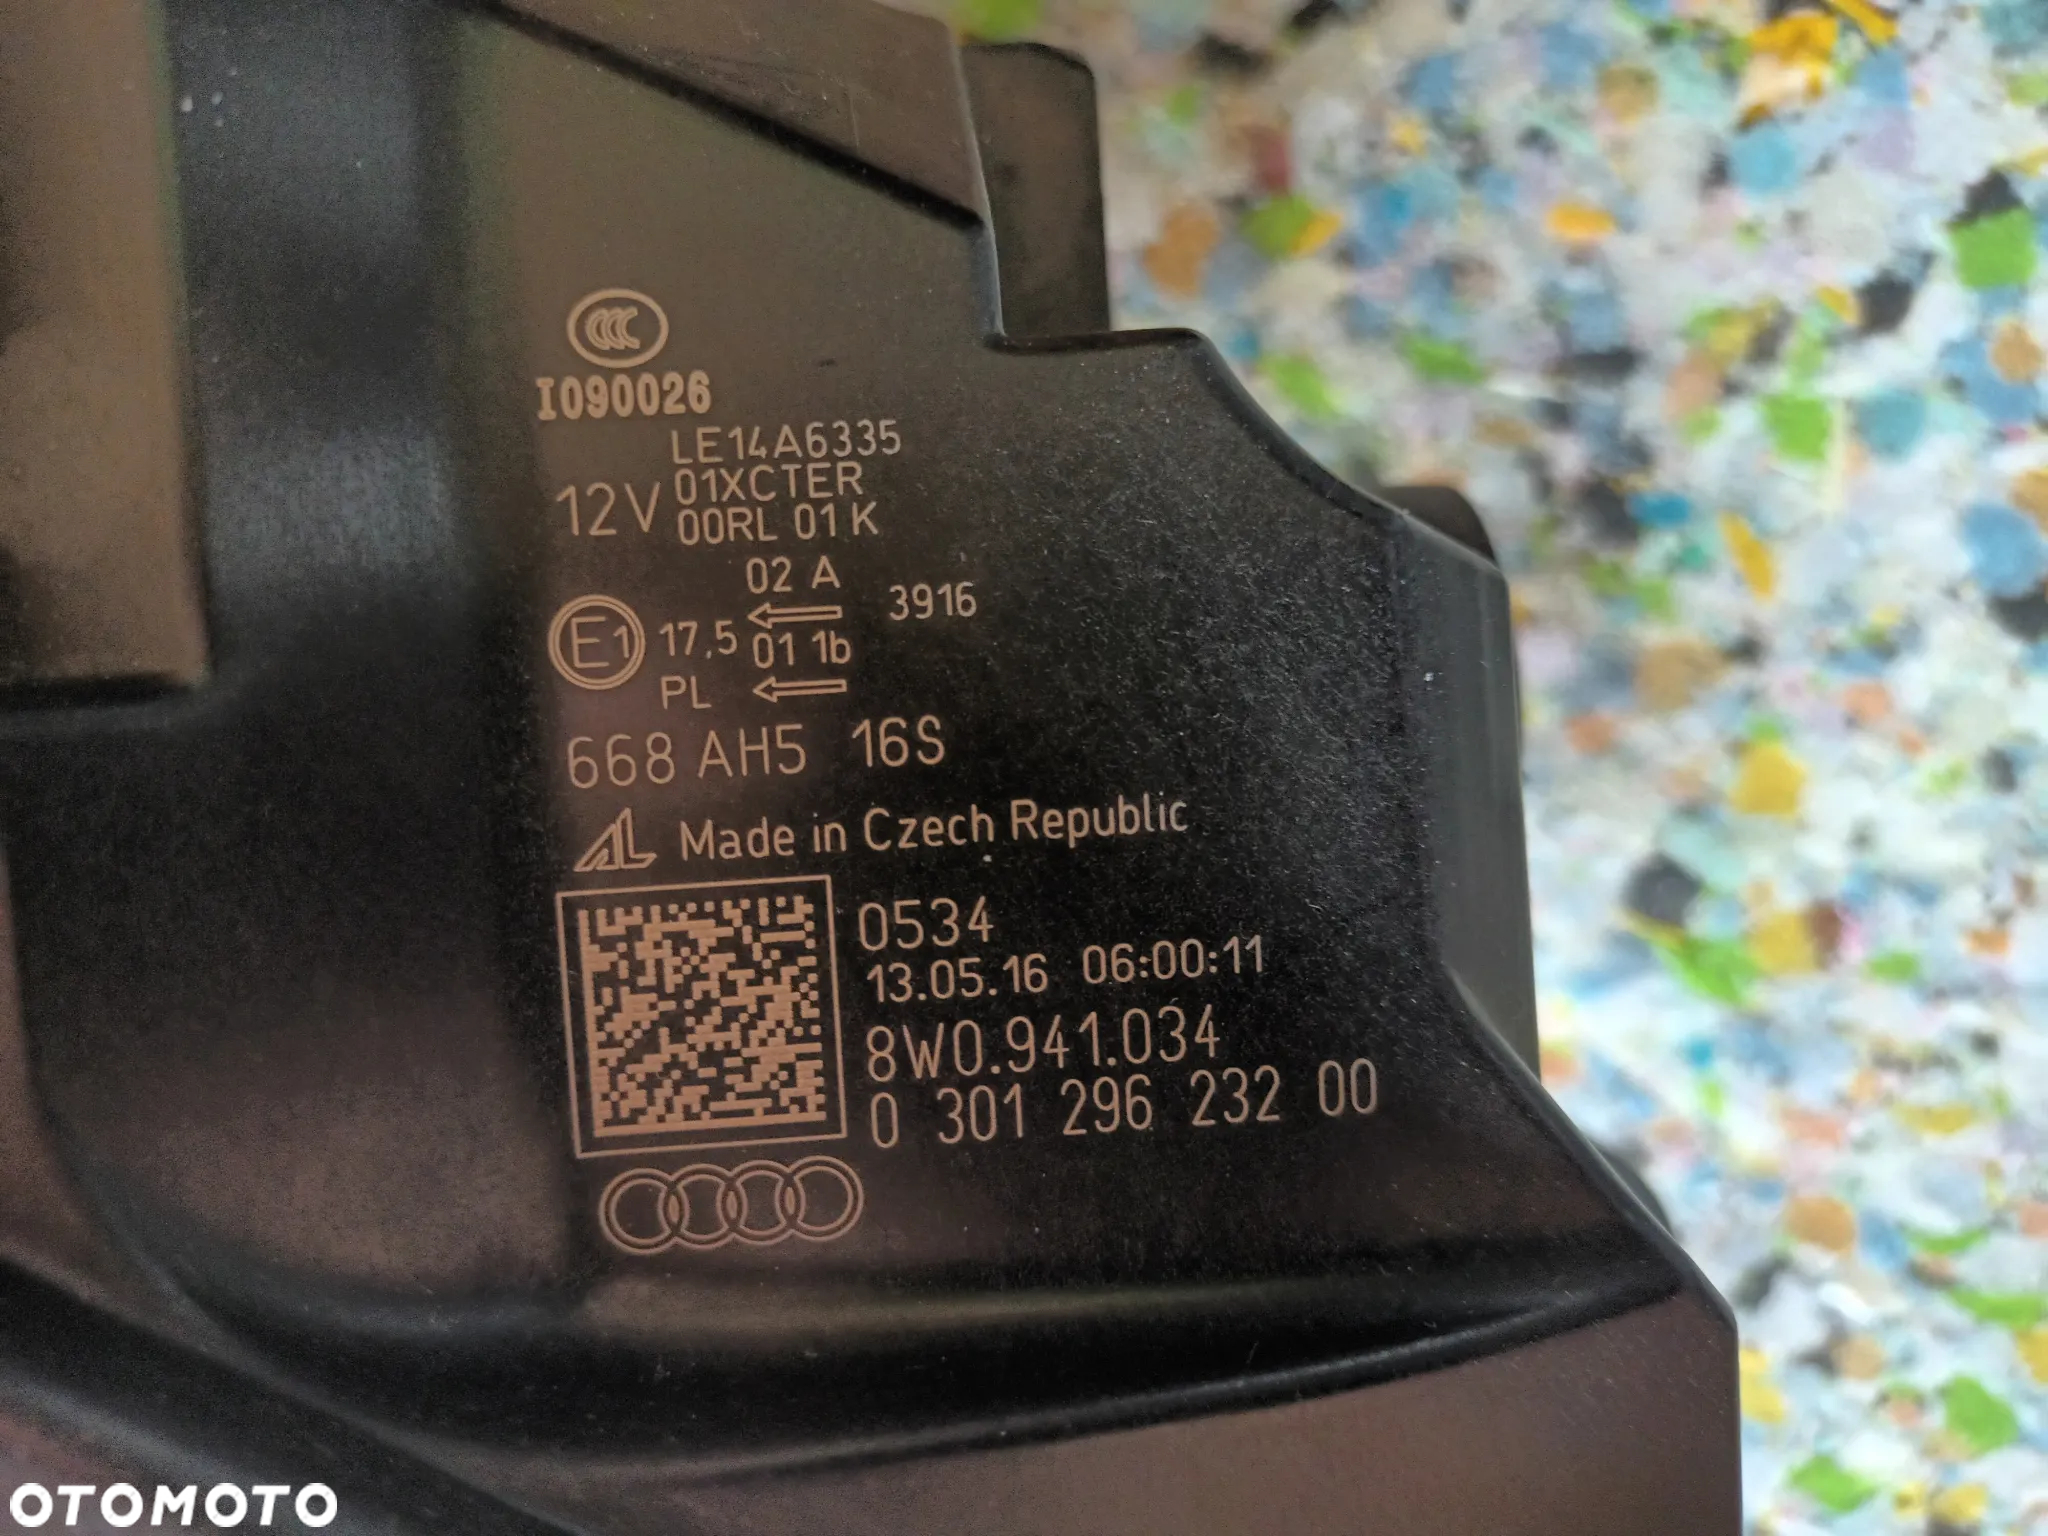 CCC
I090026
LE14A6335
12V 01XCTER
00RL 01 K
02 A
E1 17,5 3916
01 1b
PL
668 AH5 16S
AL Made in Czech Republic
0534
13.05.16 06:00:11
8W0.941.034
0 301 296 232 00
OTOMOTO